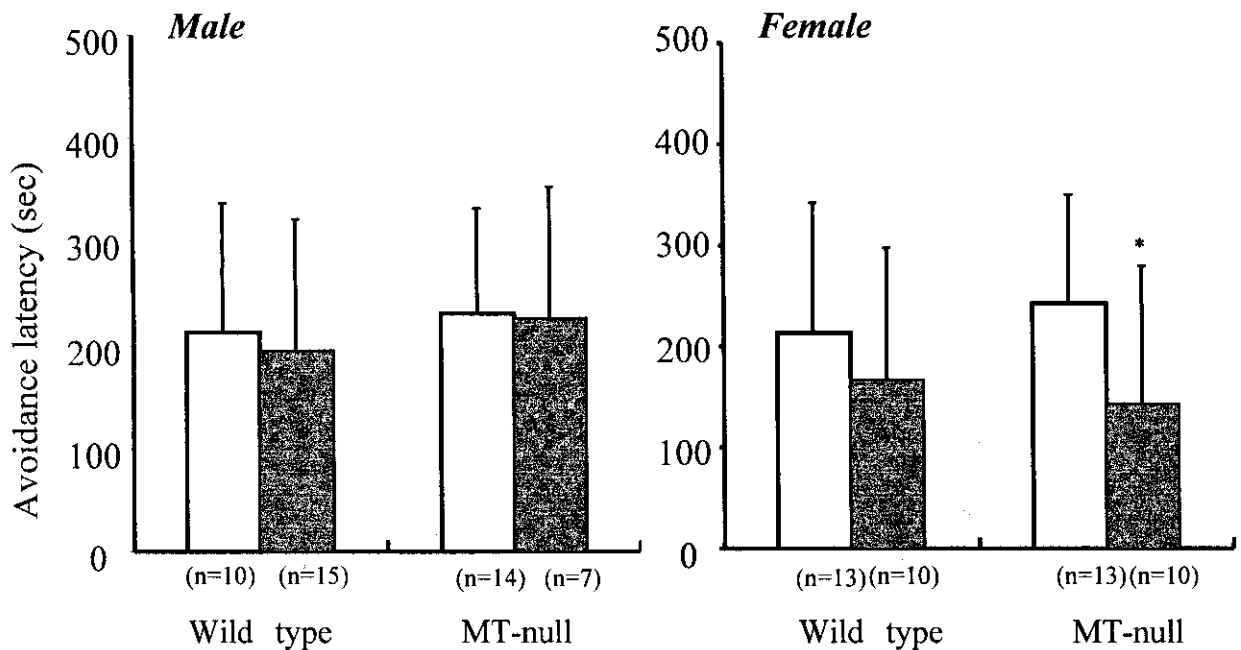 Male
Female
Avoidance latency (sec)
500
400
300
200
100
0
(n=10) (n=15) (n=14) (n=7)
Wild type MT-null
500
400
300
200
100
0
*
(n=13) (n=10) (n=13) (n=10)
Wild type MT-null